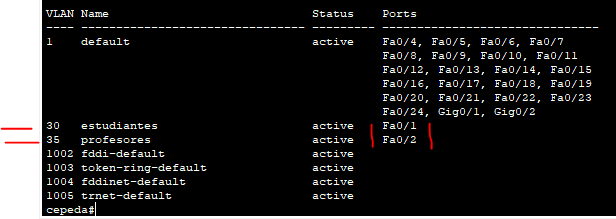 VLAN Name Status Ports
---- -------------------------------- --------- -------------------------------
1 default active Fa0/4, Fa0/5, Fa0/6, Fa0/7
Fa0/8, Fa0/9, Fa0/10, Fa0/11
Fa0/12, Fa0/13, Fa0/14, Fa0/15
Fa0/16, Fa0/17, Fa0/18, Fa0/19
Fa0/20, Fa0/21, Fa0/22, Fa0/23
Fa0/24, Gig0/1, Gig0/2
30 estudiantes active Fa0/1
35 profesores active Fa0/2
1002 fddi-default active
1003 token-ring-default active
1004 fddinet-default active
1005 trnet-default active
cepeda#